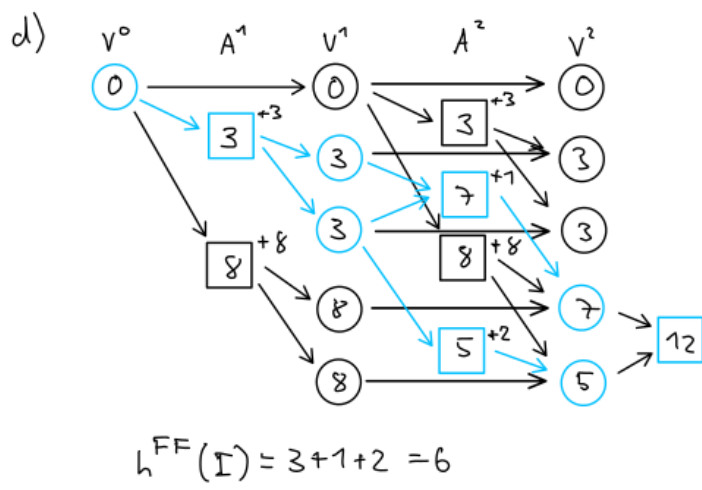 d)
V⁰ A¹ V¹ A² V²
0 0 0
3 +3 3 +3
3 3
7 +1
3 3
8 +8 8 +8
8 7
12
5 +2
8 5
h^FF(I) = 3+1+2 = 6